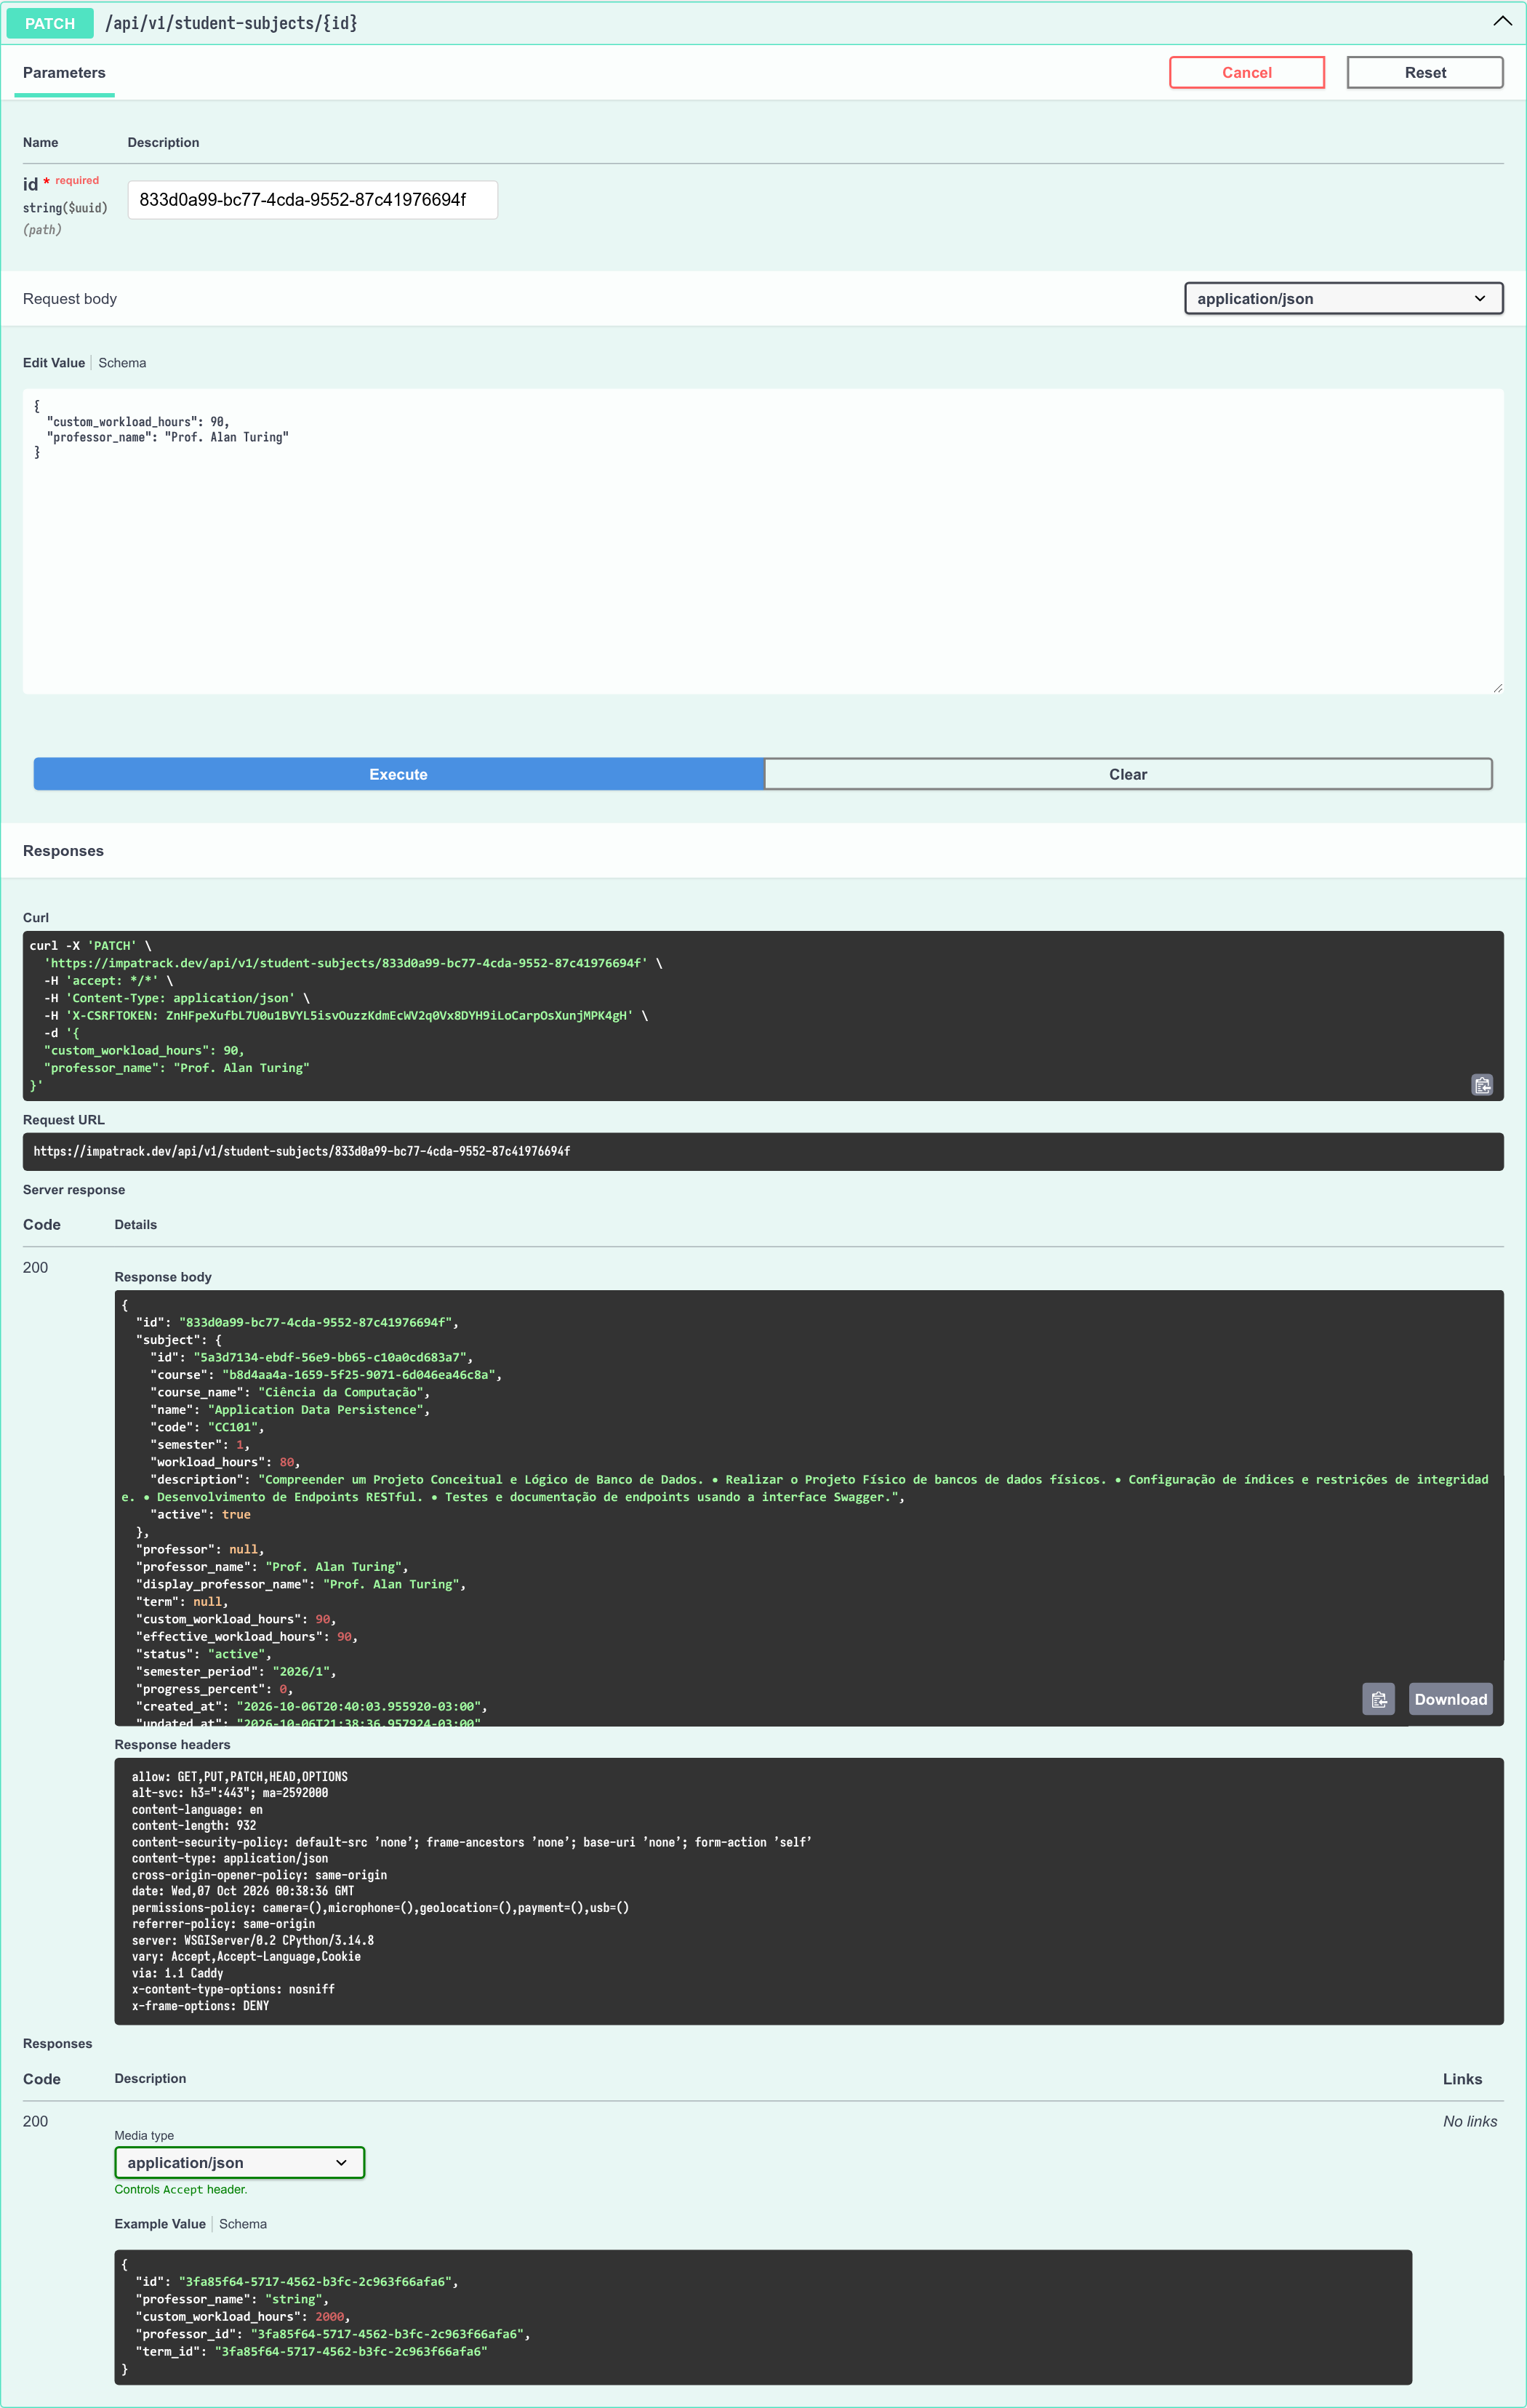 PATCH /api/v1/student-subjects/{id}
Parameters
Cancel
Reset
Name Description
id * required
string($uuid)
(path)
833d0a99-bc77-4cda-9552-87c41976694f
Request body
application/json
Edit Value | Schema
{
  "custom_workload_hours": 90,
  "professor_name": "Prof. Alan Turing"
}
Execute
Clear
Responses
Curl
curl -X 'PATCH' \
  'https://impatrack.dev/api/v1/student-subjects/833d0a99-bc77-4cda-9552-87c41976694f' \
  -H 'accept: */*' \
  -H 'Content-Type: application/json' \
  -H 'X-CSRFTOKEN: ZnHFpeXufbL7U0u1BVYL5isvOuzzKdmEcWV2q0Vx8DYH9iLoCarpOsXunjMPK4gH' \
  -d '{
  "custom_workload_hours": 90,
  "professor_name": "Prof. Alan Turing"
}'
Request URL
https://impatrack.dev/api/v1/student-subjects/833d0a99-bc77-4cda-9552-87c41976694f
Server response
Code Details
200
Response body
{
  "id": "833d0a99-bc77-4cda-9552-87c41976694f",
  "subject": {
    "id": "5a3d7134-ebdf-56e9-bb65-c10a0cd683a7",
    "course": "b8d4aa4a-1659-5f25-9071-6d046ea46c8a",
    "course_name": "Ciência da Computação",
    "name": "Application Data Persistence",
    "code": "CC101",
    "semester": 1,
    "workload_hours": 80,
    "description": "Compreender um Projeto Conceitual e Lógico de Banco de Dados. • Realizar o Projeto Físico de bancos de dados físicos. • Configuração de índices e restrições de integridad
e. • Desenvolvimento de Endpoints RESTful. • Testes e documentação de endpoints usando a interface Swagger.",
    "active": true
  },
  "professor": null,
  "professor_name": "Prof. Alan Turing",
  "display_professor_name": "Prof. Alan Turing",
  "term": null,
  "custom_workload_hours": 90,
  "effective_workload_hours": 90,
  "status": "active",
  "semester_period": "2026/1",
  "progress_percent": 0,
  "created_at": "2026-10-06T20:40:03.955920-03:00",
  "updated_at": "2026-10-06T21:38:36.957924-03:00"
Download
Response headers
allow: GET,PUT,PATCH,HEAD,OPTIONS
alt-svc: h3=":443"; ma=2592000
content-language: en
content-length: 932
content-security-policy: default-src 'none'; frame-ancestors 'none'; base-uri 'none'; form-action 'self'
content-type: application/json
cross-origin-opener-policy: same-origin
date: Wed,07 Oct 2026 00:38:36 GMT
permissions-policy: camera=(),microphone=(),geolocation=(),payment=(),usb=()
referrer-policy: same-origin
server: WSGIServer/0.2 CPython/3.14.8
vary: Accept,Accept-Language,Cookie
via: 1.1 Caddy
x-content-type-options: nosniff
x-frame-options: DENY
Responses
Code Description Links
200
No links
Media type
application/json
Controls Accept header.
Example Value | Schema
{
  "id": "3fa85f64-5717-4562-b3fc-2c963f66afa6",
  "professor_name": "string",
  "custom_workload_hours": 2000,
  "professor_id": "3fa85f64-5717-4562-b3fc-2c963f66afa6",
  "term_id": "3fa85f64-5717-4562-b3fc-2c963f66afa6"
}